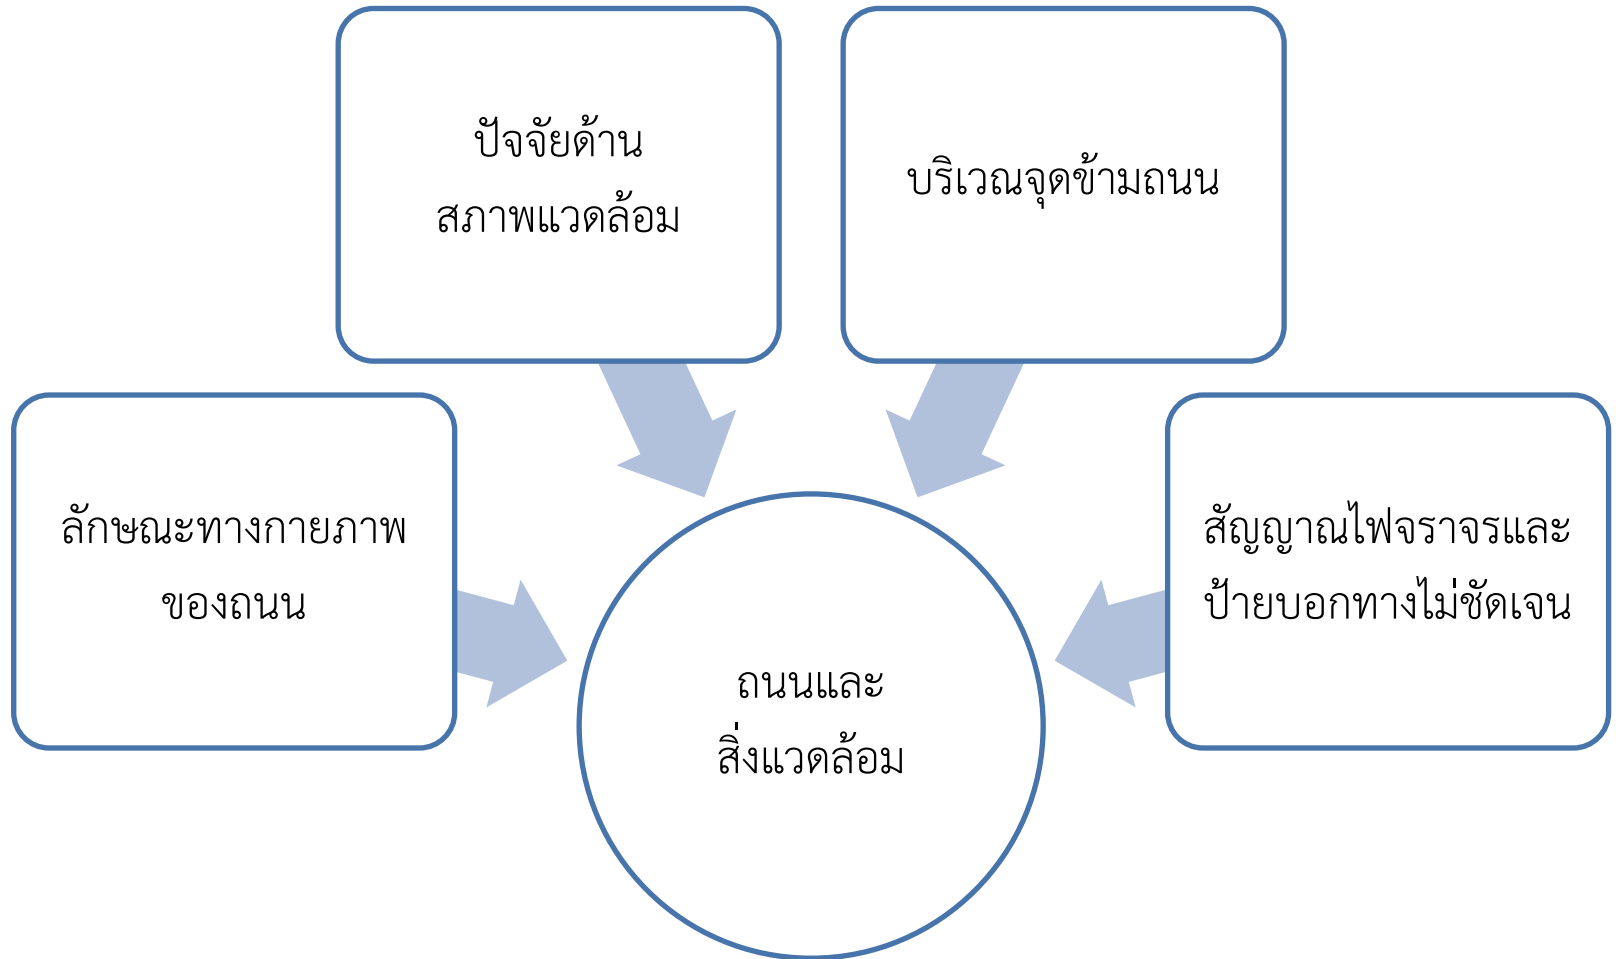 ปัจจัยด้าน
สภาพแวดล้อม
บริเวณจุดข้ามถนน
ลักษณะทางกายภาพ
ของถนน
สัญญาณไฟจราจรและ
ป้ายบอกทางไม่ชัดเจน
ถนนและ
สิ่งแวดล้อม